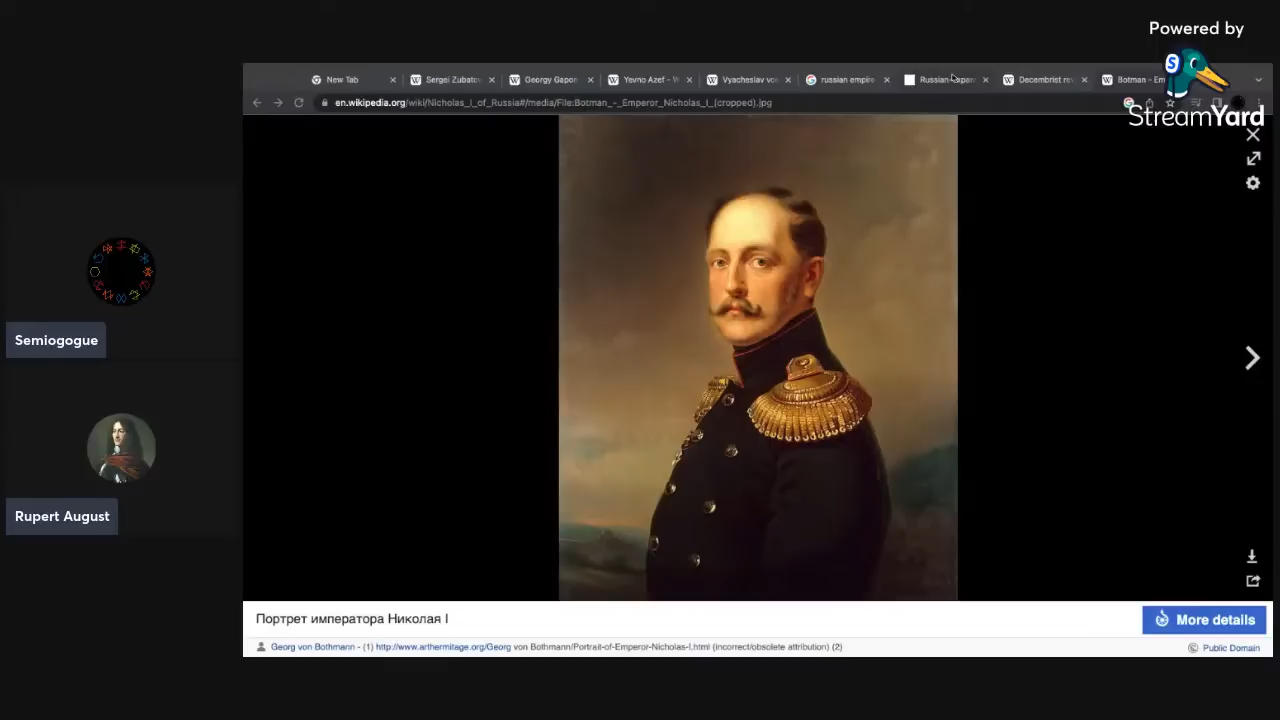 Powered by
StreamYard
New Tab
Sergei Zubatov
Georgy Gapon
Yevno Azef - W
Vyacheslav von
russian empire
Russian
Decembrist rev
Botman - Em
en.wikipedia.org/wiki/Nicholas_I_of_Russia#/media/File:Botman_-_Emperor_Nicholas_I_(cropped).jpg
Semiogogue
Rupert August
Портрет императора Николая I
More details
Georg von Bothmann - (1) http://www.arthermitage.org/Georg von Bothmann/Portrait-of-Emperor-Nicholas-I.html (incorrect/obsolete attribution) (2)
Public Domain